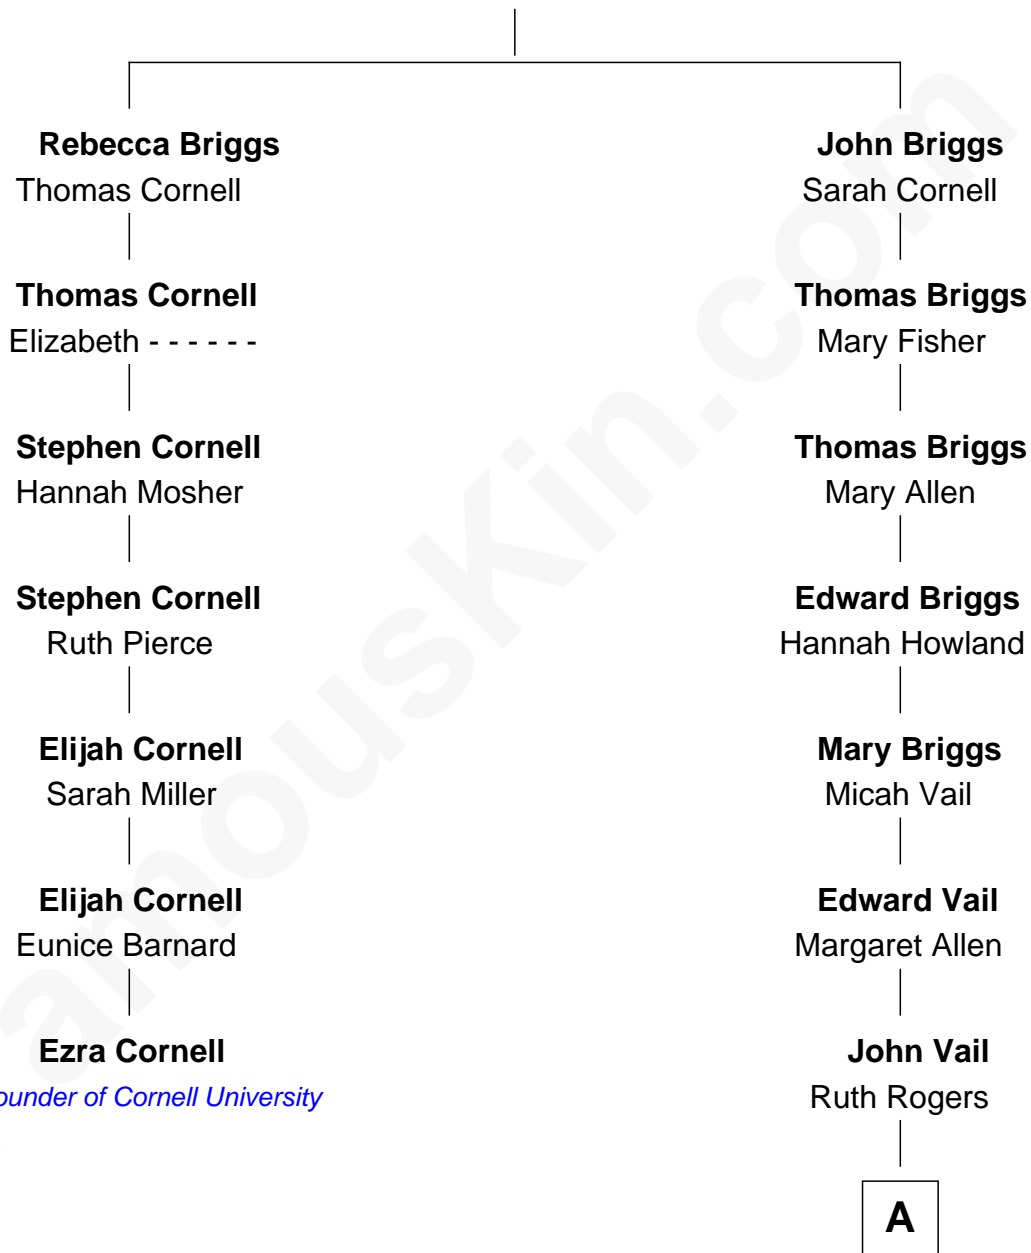 Rebecca Briggs
Thomas Cornell
Thomas Cornell
Elizabeth - - - - - -
Stephen Cornell
Hannah Mosher
Stephen Cornell
Ruth Pierce
Elijah Cornell
Sarah Miller
Elijah Cornell
Eunice Barnard
Ezra Cornell
ounder of Cornell University
John Briggs
Sarah Cornell
Thomas Briggs
Mary Fisher
Thomas Briggs
Mary Allen
Edward Briggs
Hannah Howland
Mary Briggs
Micah Vail
Edward Vail
Margaret Allen
John Vail
Ruth Rogers
A
amousKin.com